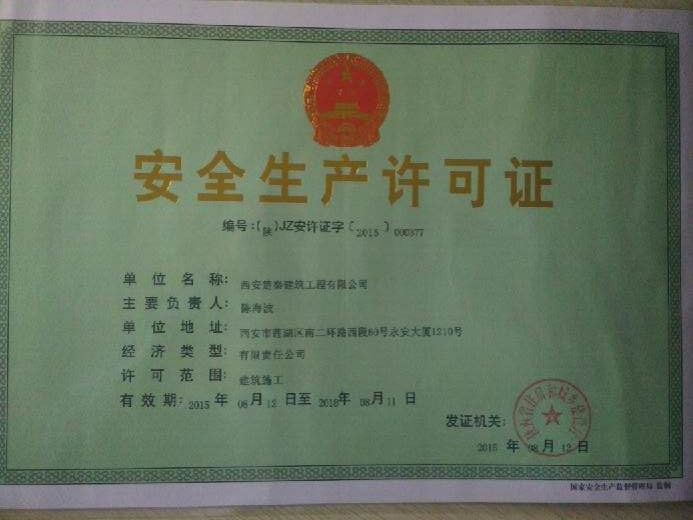 安全生产许可证
编号:(陕)JZ安许证字〔2015〕000377
单位名称: 西安楚泰建筑工程有限公司
主要负责人: 陈海波
单位地址: 西安市莲湖区南二环路西段80号永安大厦1210号
经济类型: 有限责任公司
许可范围: 建筑施工
有效期: 2015年 08月12日至2018年 08月11日
发证机关:
2015年08月12日
国家安全生产监督管理局 监制